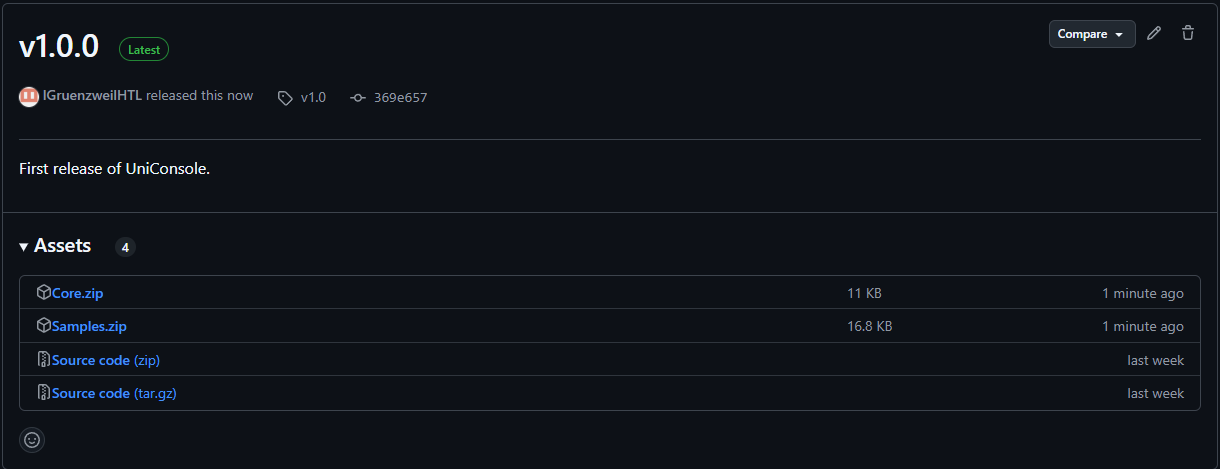 v1.0.0 Latest Compare
lGruenzweilHTL released this now v1.0 369e657
First release of UniConsole.
Assets 4
Core.zip 11 KB 1 minute ago
Samples.zip 16.8 KB 1 minute ago
Source code (zip) last week
Source code (tar.gz) last week